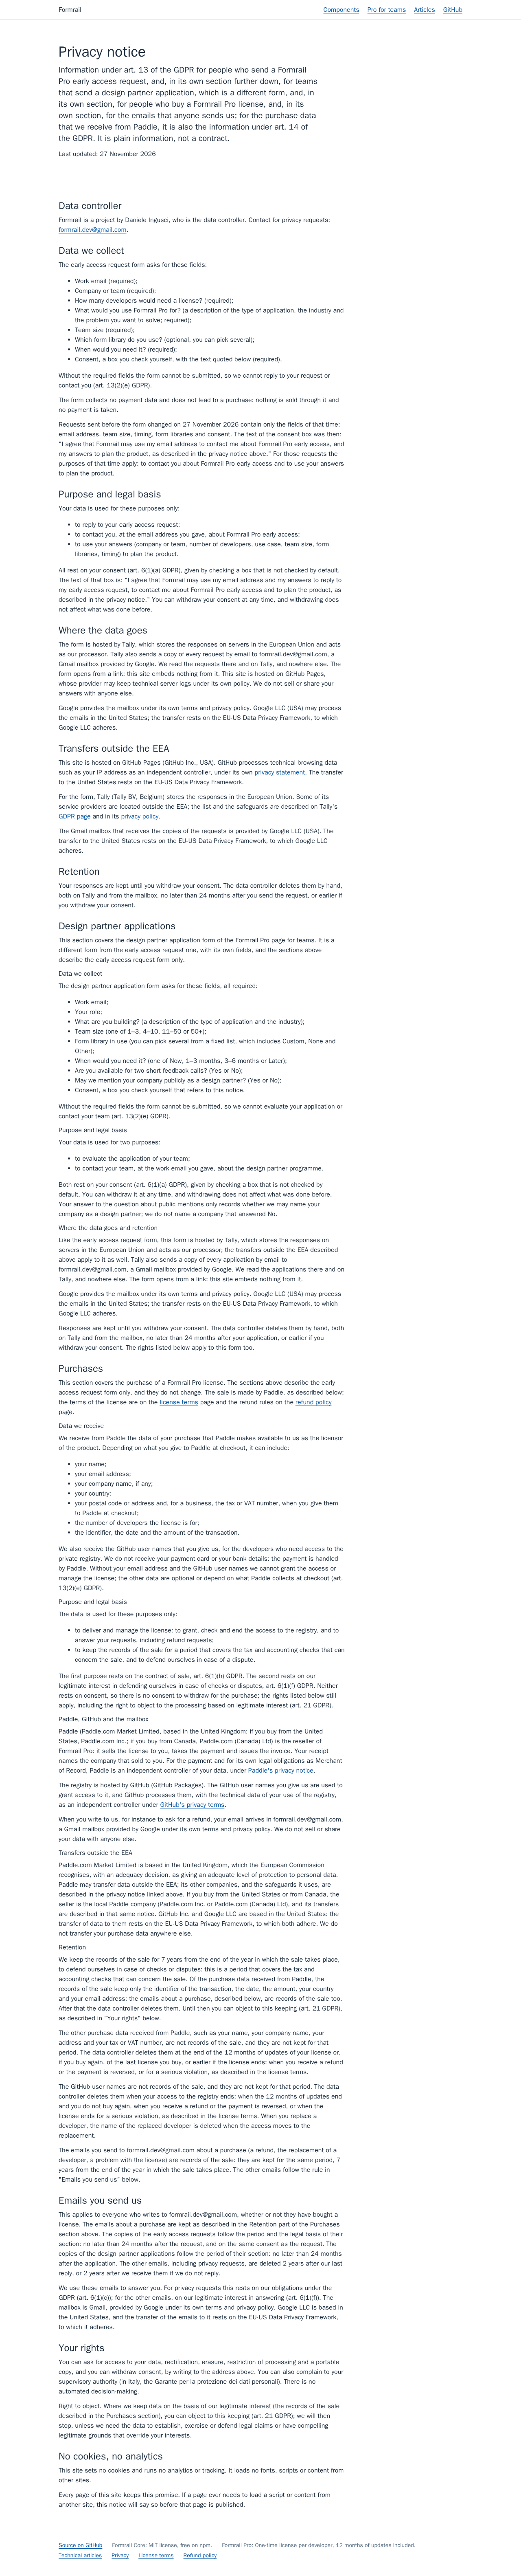 Formrail Components Pro for teams Articles GitHub
Privacy notice
Information under art. 13 of the GDPR for people who send a Formrail
Pro early access request, and, in its own section further down, for teams
that send a design partner application, which is a different form, and, in
its own section, for people who buy a Formrail Pro license, and, in its
own section, for the emails that anyone sends us; for the purchase data
that we receive from Paddle, it is also the information under art. 14 of
the GDPR. It is plain information, not a contract.
Last updated: 27 November 2026
Data controller
Formrail is a project by Daniele Ingusci, who is the data controller. Contact for privacy requests:
formrail.dev@gmail.com.
Data we collect
The early access request form asks for these fields:
Work email (required);
Company or team (required);
How many developers would need a license? (required);
What would you use Formrail Pro for? (a description of the type of application, the industry and
the problem you want to solve; required);
Team size (required);
Which form library do you use? (optional, you can pick several);
When would you need it? (required);
Consent, a box you check yourself, with the text quoted below (required).
Without the required fields the form cannot be submitted, so we cannot reply to your request or
contact you (art. 13(2)(e) GDPR).
The form collects no payment data and does not lead to a purchase: nothing is sold through it and
no payment is taken.
Requests sent before the form changed on 27 November 2026 contain only the fields of that time:
email address, team size, timing, form libraries and consent. The text of the consent box was then:
"I agree that Formrail may use my email address to contact me about Formrail Pro early access, and
my answers to plan the product, as described in the privacy notice above." For those requests the
purposes of that time apply: to contact you about Formrail Pro early access and to use your answers
to plan the product.
Purpose and legal basis
Your data is used for these purposes only:
to reply to your early access request;
to contact you, at the email address you gave, about Formrail Pro early access;
to use your answers (company or team, number of developers, use case, team size, form
libraries, timing) to plan the product.
All rest on your consent (art. 6(1)(a) GDPR), given by checking a box that is not checked by default.
The text of that box is: "I agree that Formrail may use my email address and my answers to reply to
my early access request, to contact me about Formrail Pro early access and to plan the product, as
described in the privacy notice." You can withdraw your consent at any time, and withdrawing does
not affect what was done before.
Where the data goes
The form is hosted by Tally, which stores the responses on servers in the European Union and acts
as our processor. Tally also sends a copy of every request by email to formrail.dev@gmail.com, a
Gmail mailbox provided by Google. We read the requests there and on Tally, and nowhere else. The
form opens from a link; this site embeds nothing from it. This site is hosted on GitHub Pages,
whose provider may keep technical server logs under its own policy. We do not sell or share your
answers with anyone else.
Google provides the mailbox under its own terms and privacy policy. Google LLC (USA) may process
the emails in the United States; the transfer rests on the EU-US Data Privacy Framework, to which
Google LLC adheres.
Transfers outside the EEA
This site is hosted on GitHub Pages (GitHub Inc., USA). GitHub processes technical browsing data
such as your IP address as an independent controller, under its own privacy statement. The transfer
to the United States rests on the EU-US Data Privacy Framework.
For the form, Tally (Tally BV, Belgium) stores the responses in the European Union. Some of its
service providers are located outside the EEA; the list and the safeguards are described on Tally's
GDPR page and in its privacy policy.
The Gmail mailbox that receives the copies of the requests is provided by Google LLC (USA). The
transfer to the United States rests on the EU-US Data Privacy Framework, to which Google LLC
adheres.
Retention
Your responses are kept until you withdraw your consent. The data controller deletes them by hand,
both on Tally and from the mailbox, no later than 24 months after you send the request, or earlier if
you withdraw your consent.
Design partner applications
This section covers the design partner application form of the Formrail Pro page for teams. It is a
different form from the early access request one, with its own fields, and the sections above
describe the early access request form only.
Data we collect
The design partner application form asks for these fields, all required:
Work email;
Your role;
What are you building? (a description of the type of application and the industry);
Team size (one of 1–3, 4–10, 11–50 or 50+);
Form library in use (you can pick several from a fixed list, which includes Custom, None and
Other);
When would you need it? (one of Now, 1–3 months, 3–6 months or Later);
Are you available for two short feedback calls? (Yes or No);
May we mention your company publicly as a design partner? (Yes or No);
Consent, a box you check yourself that refers to this notice.
Without the required fields the form cannot be submitted, so we cannot evaluate your application or
contact your team (art. 13(2)(e) GDPR).
Purpose and legal basis
Your data is used for two purposes:
to evaluate the application of your team;
to contact your team, at the work email you gave, about the design partner programme.
Both rest on your consent (art. 6(1)(a) GDPR), given by checking a box that is not checked by
default. You can withdraw it at any time, and withdrawing does not affect what was done before.
Your answer to the question about public mentions only records whether we may name your
company as a design partner; we do not name a company that answered No.
Where the data goes and retention
Like the early access request form, this form is hosted by Tally, which stores the responses on
servers in the European Union and acts as our processor; the transfers outside the EEA described
above apply to it as well. Tally also sends a copy of every application by email to
formrail.dev@gmail.com, a Gmail mailbox provided by Google. We read the applications there and on
Tally, and nowhere else. The form opens from a link; this site embeds nothing from it.
Google provides the mailbox under its own terms and privacy policy. Google LLC (USA) may process
the emails in the United States; the transfer rests on the EU-US Data Privacy Framework, to which
Google LLC adheres.
Responses are kept until you withdraw your consent. The data controller deletes them by hand, both
on Tally and from the mailbox, no later than 24 months after your application, or earlier if you
withdraw your consent. The rights listed below apply to this form too.
Purchases
This section covers the purchase of a Formrail Pro license. The sections above describe the early
access request form only, and they do not change. The sale is made by Paddle, as described below;
the terms of the license are on the license terms page and the refund rules on the refund policy
page.
Data we receive
We receive from Paddle the data of your purchase that Paddle makes available to us as the licensor
of the product. Depending on what you give to Paddle at checkout, it can include:
your name;
your email address;
your company name, if any;
your country;
your postal code or address and, for a business, the tax or VAT number, when you give them
to Paddle at checkout;
the number of developers the license is for;
the identifier, the date and the amount of the transaction.
We also receive the GitHub user names that you give us, for the developers who need access to the
private registry. We do not receive your payment card or your bank details: the payment is handled
by Paddle. Without your email address and the GitHub user names we cannot grant the access or
manage the license; the other data are optional or depend on what Paddle collects at checkout (art.
13(2)(e) GDPR).
Purpose and legal basis
The data is used for these purposes only:
to deliver and manage the license: to grant, check and end the access to the registry, and to
answer your requests, including refund requests;
to keep the records of the sale for a period that covers the tax and accounting checks that can
concern the sale, and to defend ourselves in case of a dispute.
The first purpose rests on the contract of sale, art. 6(1)(b) GDPR. The second rests on our
legitimate interest in defending ourselves in case of checks or disputes, art. 6(1)(f) GDPR. Neither
rests on consent, so there is no consent to withdraw for the purchase; the rights listed below still
apply, including the right to object to the processing based on legitimate interest (art. 21 GDPR).
Paddle, GitHub and the mailbox
Paddle (Paddle.com Market Limited, based in the United Kingdom; if you buy from the United
States, Paddle.com Inc.; if you buy from Canada, Paddle.com (Canada) Ltd) is the reseller of
Formrail Pro: it sells the license to you, takes the payment and issues the invoice. Your receipt
names the company that sold to you. For the payment and for its own legal obligations as Merchant
of Record, Paddle is an independent controller of your data, under Paddle's privacy notice.
The registry is hosted by GitHub (GitHub Packages). The GitHub user names you give us are used to
grant access to it, and GitHub processes them, with the technical data of your use of the registry,
as an independent controller under GitHub's privacy terms.
When you write to us, for instance to ask for a refund, your email arrives in formrail.dev@gmail.com,
a Gmail mailbox provided by Google under its own terms and privacy policy. We do not sell or share
your data with anyone else.
Transfers outside the EEA
Paddle.com Market Limited is based in the United Kingdom, which the European Commission
recognises, with an adequacy decision, as giving an adequate level of protection to personal data.
Paddle may transfer data outside the EEA; its other companies, and the safeguards it uses, are
described in the privacy notice linked above. If you buy from the United States or from Canada, the
seller is the local Paddle company (Paddle.com Inc. or Paddle.com (Canada) Ltd), and its transfers
are described in that same notice. GitHub Inc. and Google LLC are based in the United States: the
transfer of data to them rests on the EU-US Data Privacy Framework, to which both adhere. We do
not transfer your purchase data anywhere else.
Retention
We keep the records of the sale for 7 years from the end of the year in which the sale takes place,
to defend ourselves in case of checks or disputes: this is a period that covers the tax and
accounting checks that can concern the sale. Of the purchase data received from Paddle, the
records of the sale keep only the identifier of the transaction, the date, the amount, your country
and your email address; the emails about a purchase, described below, are records of the sale too.
After that the data controller deletes them. Until then you can object to this keeping (art. 21 GDPR),
as described in "Your rights" below.
The other purchase data received from Paddle, such as your name, your company name, your
address and your tax or VAT number, are not records of the sale, and they are not kept for that
period. The data controller deletes them at the end of the 12 months of updates of your license or,
if you buy again, of the last license you buy, or earlier if the license ends: when you receive a refund
or the payment is reversed, or for a serious violation, as described in the license terms.
The GitHub user names are not records of the sale, and they are not kept for that period. The data
controller deletes them when your access to the registry ends: when the 12 months of updates end
and you do not buy again, when you receive a refund or the payment is reversed, or when the
license ends for a serious violation, as described in the license terms. When you replace a
developer, the name of the replaced developer is deleted when the access moves to the
replacement.
The emails you send to formrail.dev@gmail.com about a purchase (a refund, the replacement of a
developer, a problem with the license) are records of the sale: they are kept for the same period, 7
years from the end of the year in which the sale takes place. The other emails follow the rule in
"Emails you send us" below.
Emails you send us
This applies to everyone who writes to formrail.dev@gmail.com, whether or not they have bought a
license. The emails about a purchase are kept as described in the Retention part of the Purchases
section above. The copies of the early access requests follow the period and the legal basis of their
section: no later than 24 months after the request, and on the same consent as the request. The
copies of the design partner applications follow the period of their section: no later than 24 months
after the application. The other emails, including privacy requests, are deleted 2 years after our last
reply, or 2 years after we receive them if we do not reply.
We use these emails to answer you. For privacy requests this rests on our obligations under the
GDPR (art. 6(1)(c)); for the other emails, on our legitimate interest in answering (art. 6(1)(f)). The
mailbox is Gmail, provided by Google under its own terms and privacy policy. Google LLC is based in
the United States, and the transfer of the emails to it rests on the EU-US Data Privacy Framework,
to which it adheres.
Your rights
You can ask for access to your data, rectification, erasure, restriction of processing and a portable
copy, and you can withdraw consent, by writing to the address above. You can also complain to your
supervisory authority (in Italy, the Garante per la protezione dei dati personali). There is no
automated decision-making.
Right to object. Where we keep data on the basis of our legitimate interest (the records of the sale
described in the Purchases section), you can object to this keeping (art. 21 GDPR); we will then
stop, unless we need the data to establish, exercise or defend legal claims or have compelling
legitimate grounds that override your interests.
No cookies, no analytics
This site sets no cookies and runs no analytics or tracking. It loads no fonts, scripts or content from
other sites.
Every page of this site keeps this promise. If a page ever needs to load a script or content from
another site, this notice will say so before that page is published.
Source on GitHub Formrail Core: MIT license, free on npm. Formrail Pro: One-time license per developer, 12 months of updates included.
Technical articles Privacy License terms Refund policy